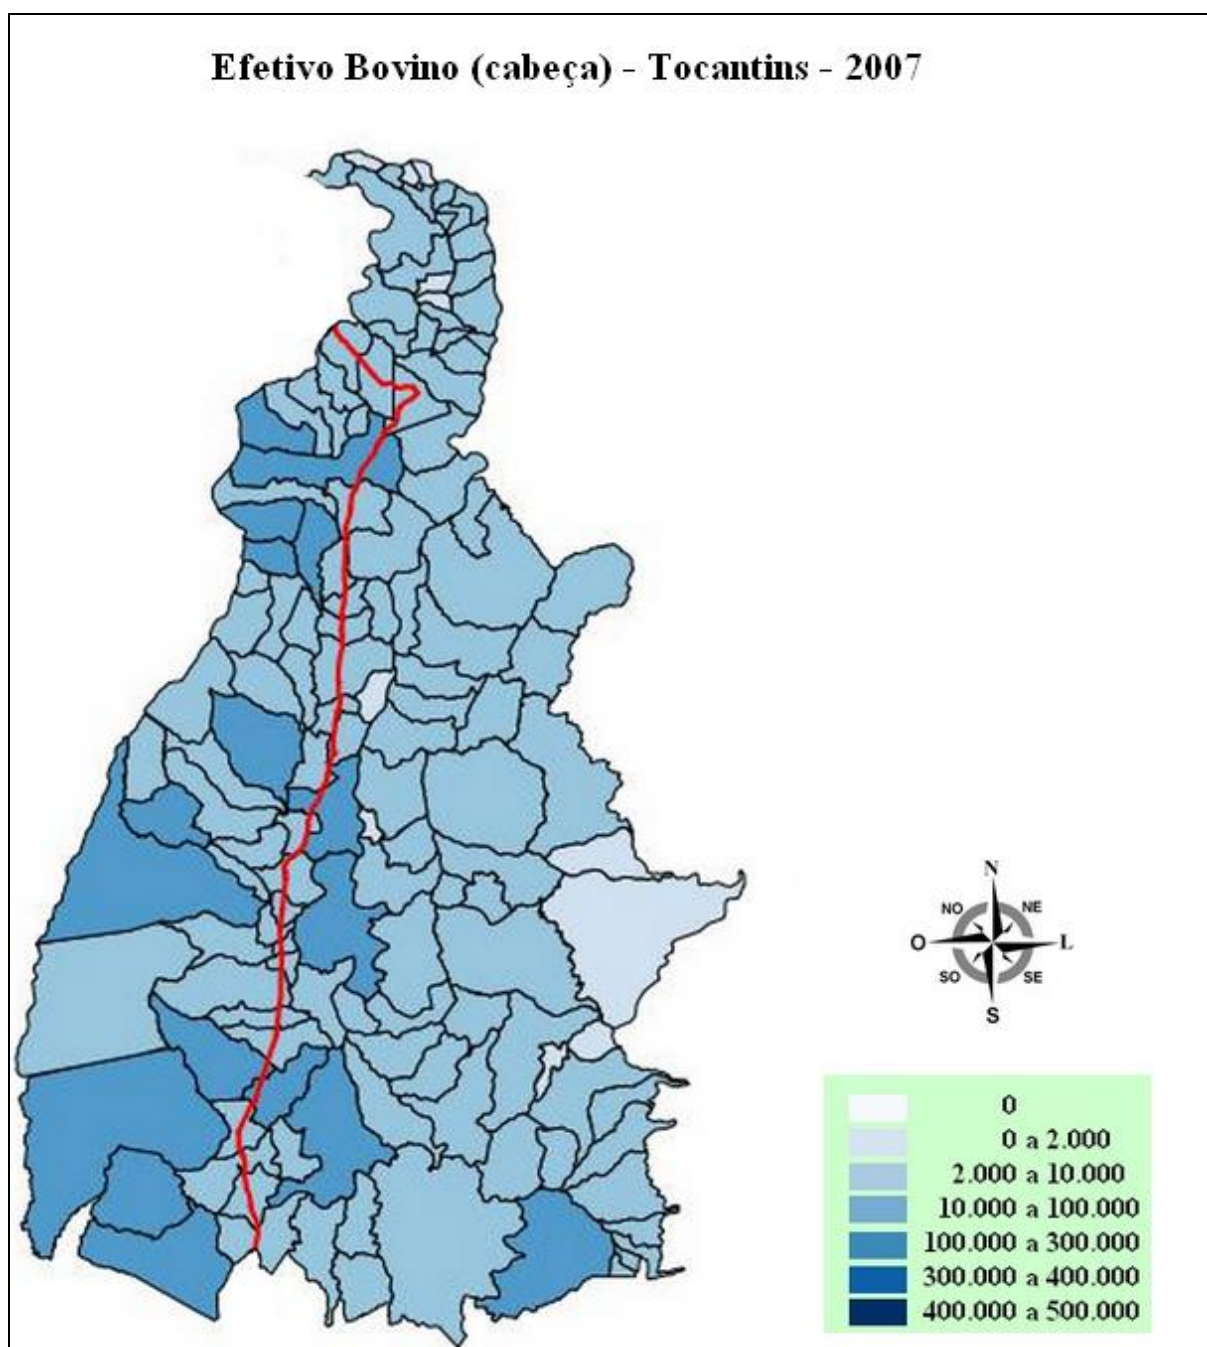 Efetivo Bovino (cabeça) - Tocantins - 2007
N
NO NE
O L
SO SE
S
0
0 a 2.000
2.000 a 10.000
10.000 a 100.000
100.000 a 300.000
300.000 a 400.000
400.000 a 500.000